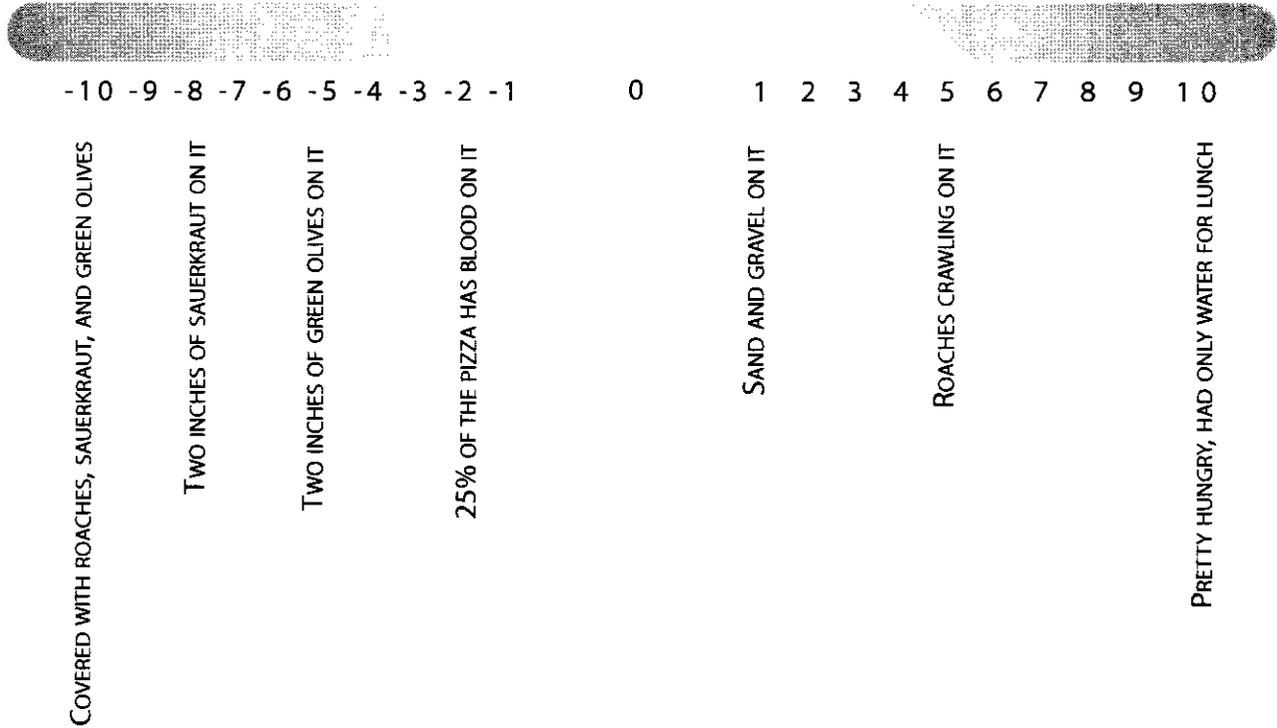 -10 -9 -8 -7 -6 -5 -4 -3 -2 -1 0 1 2 3 4 5 6 7 8 9 10
COVERED WITH ROACHES, SAUERKRAUT, AND GREEN OLIVES
TWO INCHES OF SAUERKRAUT ON IT
TWO INCHES OF GREEN OLIVES ON IT
25% OF THE PIZZA HAS BLOOD ON IT
SAND AND GRAVEL ON IT
ROACHES CRAWLING ON IT
PRETTY HUNGRY, HAD ONLY WATER FOR LUNCH